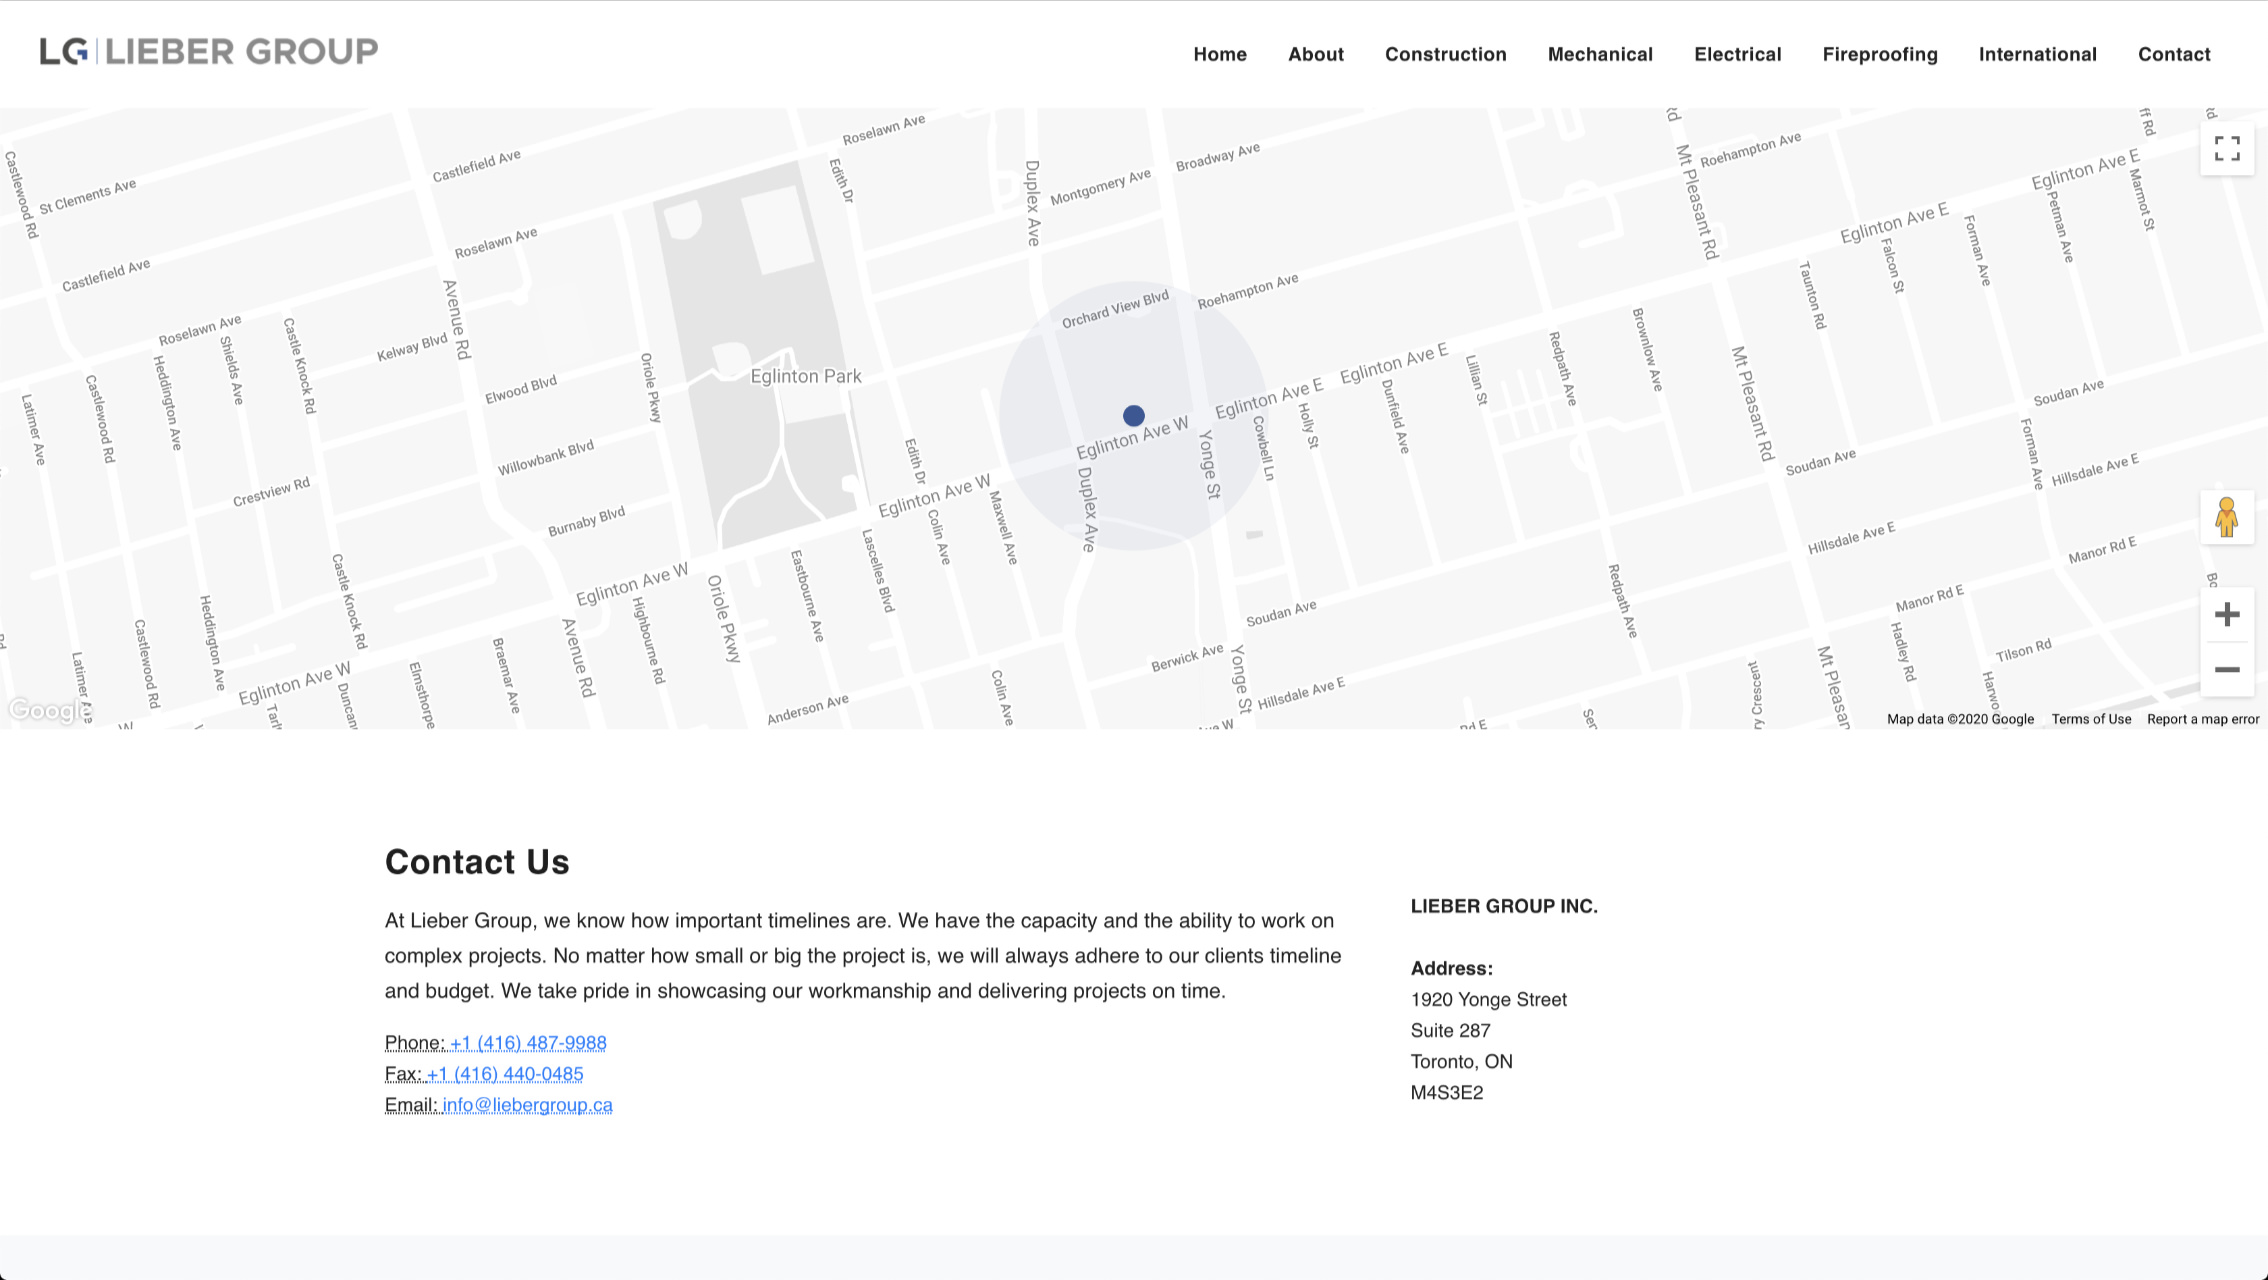 LG | LIEBER GROUP
Home About Construction Mechanical Electrical Fireproofing International Contact
Castlewood Rd
St Clements Ave
Castlefield Ave
Roselawn Ave
Edith Dr
Duplex Ave
Montgomery Ave
Broadway Ave
Mt Pleasant Rd
Roehampton Ave
Eglinton Ave E
Marmot St
Petman Ave
Eglinton Ave E
Forman Ave
Falcon St
Castlefield Ave
Roselawn Ave
Avenue Rd
Orchard View Blvd
Roehampton Ave
Taunton Rd
Roselawn Ave
Shields Ave
Castle Knock Rd
Kelway Blvd
Heddington Ave
Castlewood Rd
Latimer Ave
Elwood Blvd
Oriole Pkwy
Eglinton Park
Eglinton Ave E
Eglinton Ave E
Lillian St
Redpath Ave
Brownlow Ave
Mt Pleasant Rd
Soudan Ave
Dunfield Ave
Holly St
Cowbell Ln
Eglinton Ave W
Yonge St
Duplex Ave
Willowbank Blvd
Edith Dr
Crestview Rd
Burnaby Blvd
Eglinton Ave W
Colin Ave
Maxwell Ave
Soudan Ave
Forman Ave
Hillsdale Ave E
Hillsdale Ave E
Manor Rd E
Castle Knock Rd
Eglinton Ave W
Oriole Pkwy
Eastbourne Ave
Lascelles Blvd
Redpath Ave
Manor Rd E
Heddington Ave
Castlewood Rd
Latimer Ave
Highbourne Rd
Avenue Rd
Braemar Ave
Elmsthorpe
Duncan
Eglinton Ave W
Soudan Ave
Berwick Ave
Yonge St
Hillsdale Ave E
Anderson Ave
Colin Ave
Hadley Rd
Tilson Rd
Mt Pleasan
Crescent
Google
Map data ©2020 Google Terms of Use Report a map error
Contact Us
At Lieber Group, we know how important timelines are. We have the capacity and the ability to work on
complex projects. No matter how small or big the project is, we will always adhere to our clients timeline
and budget. We take pride in showcasing our workmanship and delivering projects on time.
Phone: +1 (416) 487-9988
Fax: +1 (416) 440-0485
Email: info@liebergroup.ca
LIEBER GROUP INC.
Address:
1920 Yonge Street
Suite 287
Toronto, ON
M4S3E2